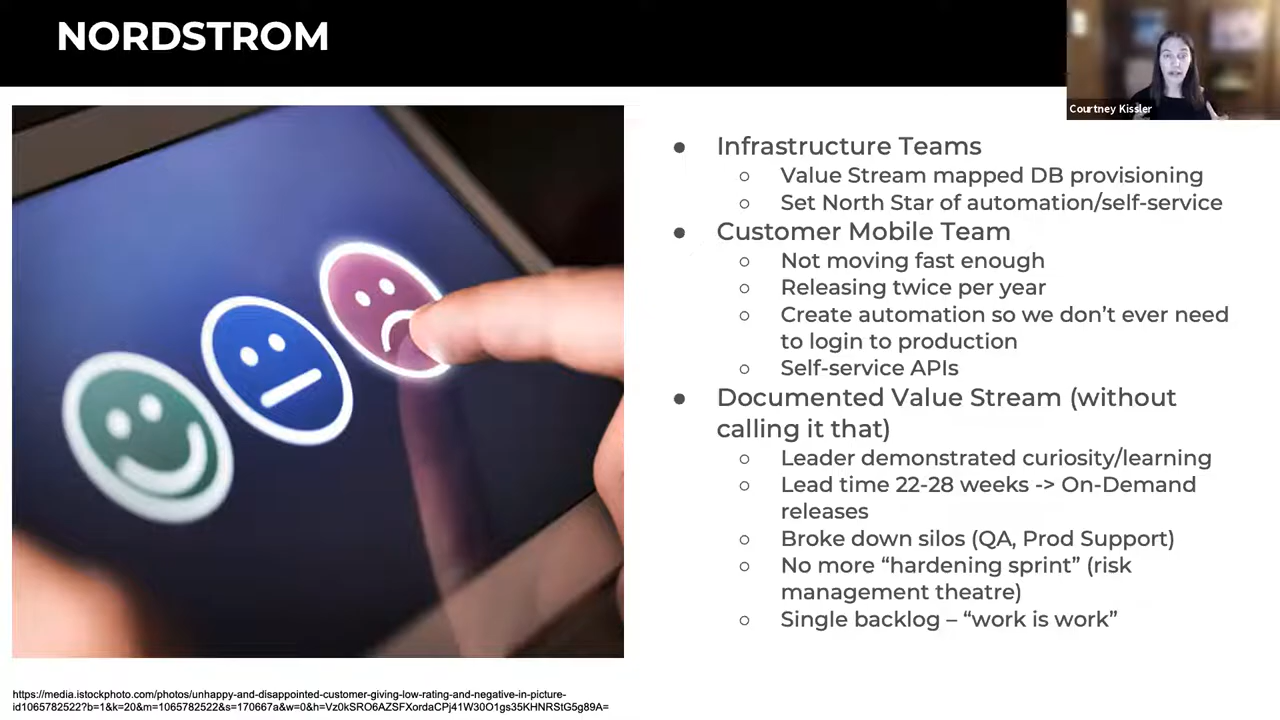 NORDSTROM
Courtney Kissler
● Infrastructure Teams
○ Value Stream mapped DB provisioning
○ Set North Star of automation/self-service
● Customer Mobile Team
○ Not moving fast enough
○ Releasing twice per year
○ Create automation so we don’t ever need
to login to production
○ Self-service APIs
● Documented Value Stream (without
calling it that)
○ Leader demonstrated curiosity/learning
○ Lead time 22-28 weeks -> On-Demand
releases
○ Broke down silos (QA, Prod Support)
○ No more “hardening sprint” (risk
management theatre)
○ Single backlog – “work is work”
https://media.istockphoto.com/photos/unhappy-and-disappointed-customer-giving-low-rating-and-negative-in-picture-
id1065782522?b=1&k=20&m=1065782522&s=170667a&w=0&h=Vz0kSRO6AZSFXordaCPj41W30O1gs35KHNRStG5g89A=